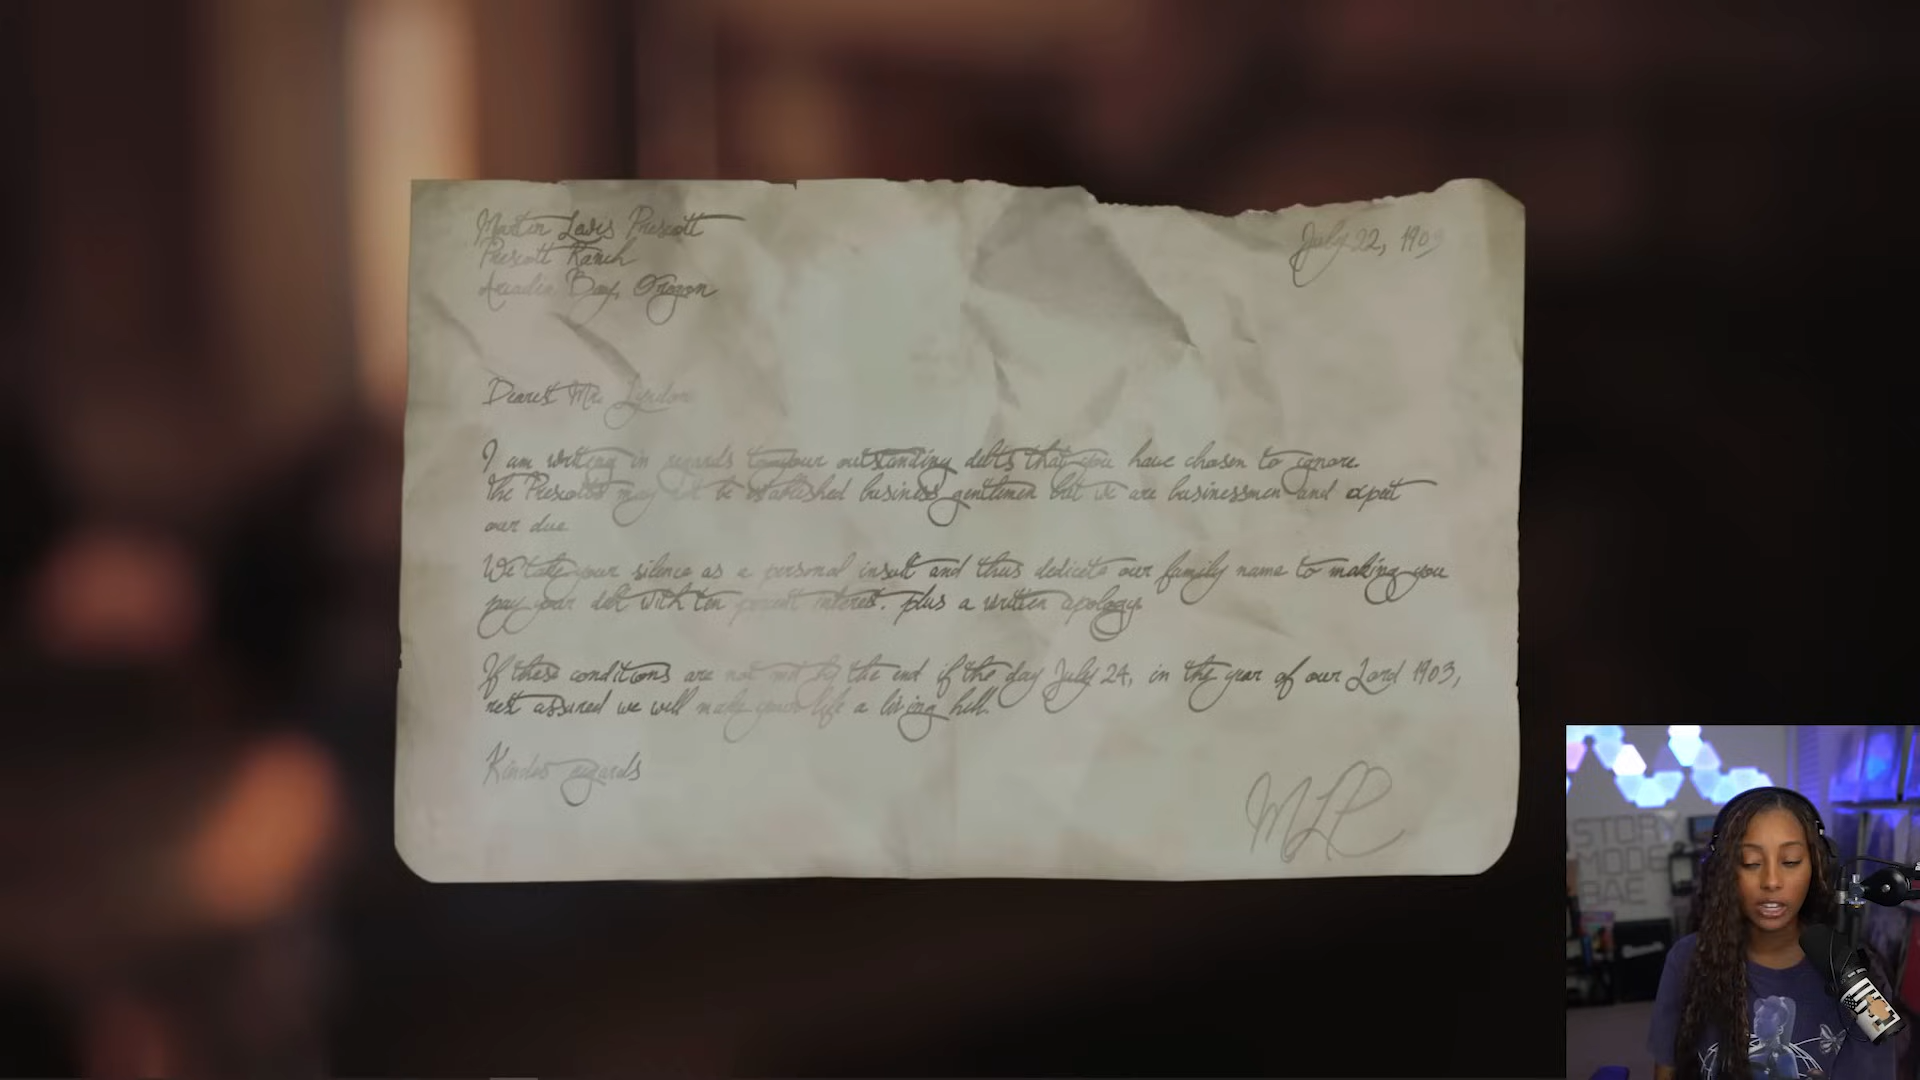 Martin Lewis Prescott
Prescott Ranch
Arcadia Bay, Oregon
July 22, 1903
Dearest Mr. Lyndon
I am writing in regards to your outstanding debts that you have chosen to ignore.
The Prescotts may not be established business gentlemen but we are businessmen and expect
our due.
We take your silence as a personal insult and thus dedicate our family name to making you
pay your debt with ten percent interest, plus a written apology.
If these conditions are not met by the end if the day July 24, in the year of our Lord 1903,
rest assured we will make your life a living hell.
Kindest regards
MLP
STORY
MODE
BAE